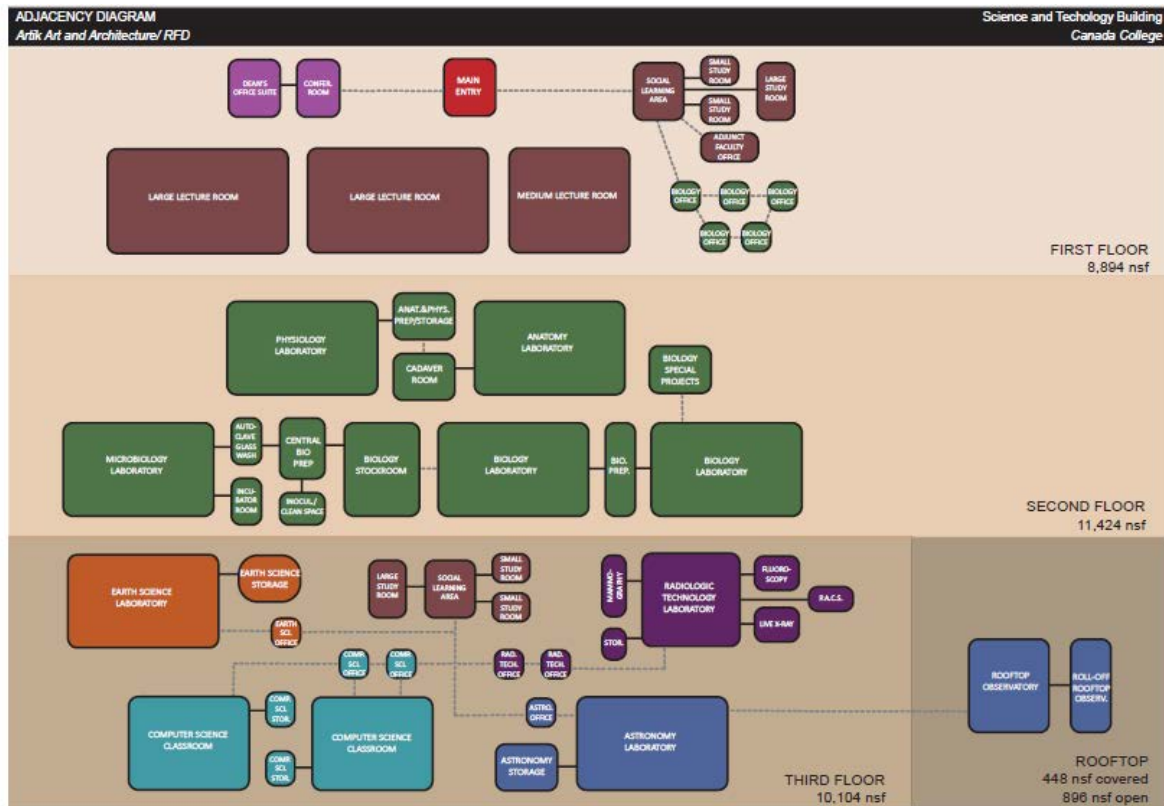 ADJACENCY DIAGRAM
Artik Art and Architecture/ RFD
Science and Techology Building
Canada College
DEAN'S
OFFICE SUITE
CONFER.
ROOM
MAIN
ENTRY
SOCIAL
LEARNING
AREA
SMALL
STUDY
ROOM
SMALL
STUDY
ROOM
LARGE
STUDY
ROOM
ADJUNCT
FACULTY
OFFICE
LARGE LECTURE ROOM
LARGE LECTURE ROOM
MEDIUM LECTURE ROOM
BIOLOGY
OFFICE
BIOLOGY
OFFICE
BIOLOGY
OFFICE
BIOLOGY
OFFICE
BIOLOGY
OFFICE
FIRST FLOOR
8,894 nsf
PHYSIOLOGY
LABORATORY
ANAT.&PHYS.
PREP/STORAGE
CADAVER
ROOM
ANATOMY
LABORATORY
BIOLOGY
SPECIAL
PROJECTS
MICROBIOLOGY
LABORATORY
AUTO-
CLAVE
GLASS
WASH
INCU-
BATOR
ROOM
CENTRAL
BIO
PREP
INOCUL./
CLEAN SPACE
BIOLOGY
STOCKROOM
BIOLOGY
LABORATORY
BIO.
PREP.
BIOLOGY
LABORATORY
SECOND FLOOR
11,424 nsf
EARTH SCIENCE
LABORATORY
EARTH SCIENCE
STORAGE
EARTH
SCI.
OFFICE
LARGE
STUDY
ROOM
SOCIAL
LEARNING
AREA
SMALL
STUDY
ROOM
SMALL
STUDY
ROOM
MAMMO-
GRAPHY
STOR.
RADIOLOGIC
TECHNOLOGY
LABORATORY
FLUORO-
SCOPY
P.A.C.S.
LIVE X-RAY
COMP.
SCI.
OFFICE
COMP.
SCI.
OFFICE
RAD.
TECH.
OFFICE
RAD.
TECH.
OFFICE
COMPUTER SCIENCE
CLASSROOM
COMP.
SCI.
STOR.
COMP.
SCI.
STOR.
COMPUTER SCIENCE
CLASSROOM
ASTRO.
OFFICE
ASTRONOMY
STORAGE
ASTRONOMY
LABORATORY
THIRD FLOOR
10,104 nsf
ROOFTOP
OBSERVATORY
ROLL-OFF
ROOFTOP
OBSERV.
ROOFTOP
448 nsf covered
896 nsf open